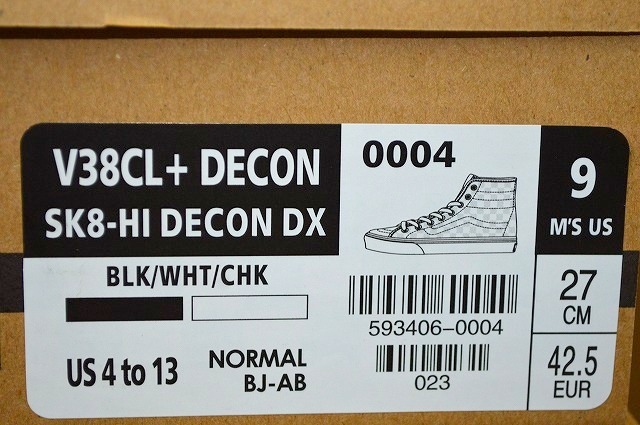 V38CL+ DECON
SK8-HI DECON DX
BLK/WHT/CHK
US 4 to 13
NORMAL
BJ-AB
0004
593406-0004
023
9
M'S US
27
CM
42.5
EUR